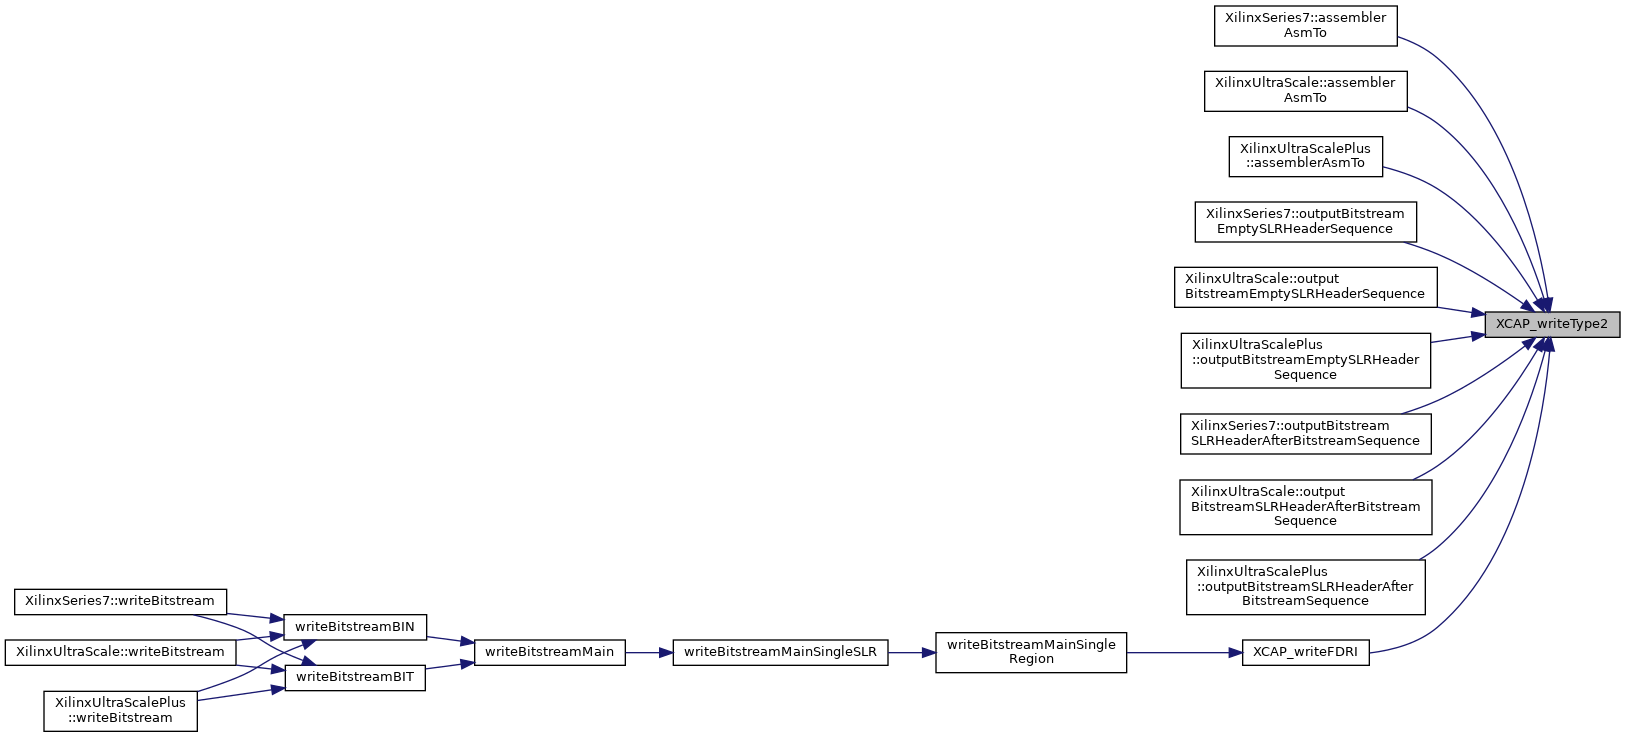 XilinxSeries7::assembler
AsmTo
XilinxUltraScale::assembler
AsmTo
XilinxUltraScalePlus
::assemblerAsmTo
XilinxSeries7::outputBitstream
EmptySLRHeaderSequence
XilinxUltraScale::output
BitstreamEmptySLRHeaderSequence
XCAP_writeType2
XilinxUltraScalePlus
::outputBitstreamEmptySLRHeader
Sequence
XilinxSeries7::outputBitstream
SLRHeaderAfterBitstreamSequence
XilinxUltraScale::output
BitstreamSLRHeaderAfterBitstream
Sequence
XilinxUltraScalePlus
::outputBitstreamSLRHeaderAfter
BitstreamSequence
XilinxSeries7::writeBitstream
writeBitstreamBIN
XilinxUltraScale::writeBitstream
writeBitstreamMain
writeBitstreamMainSingleSLR
writeBitstreamMainSingle
Region
XCAP_writeFDRI
writeBitstreamBIT
XilinxUltraScalePlus
::writeBitstream